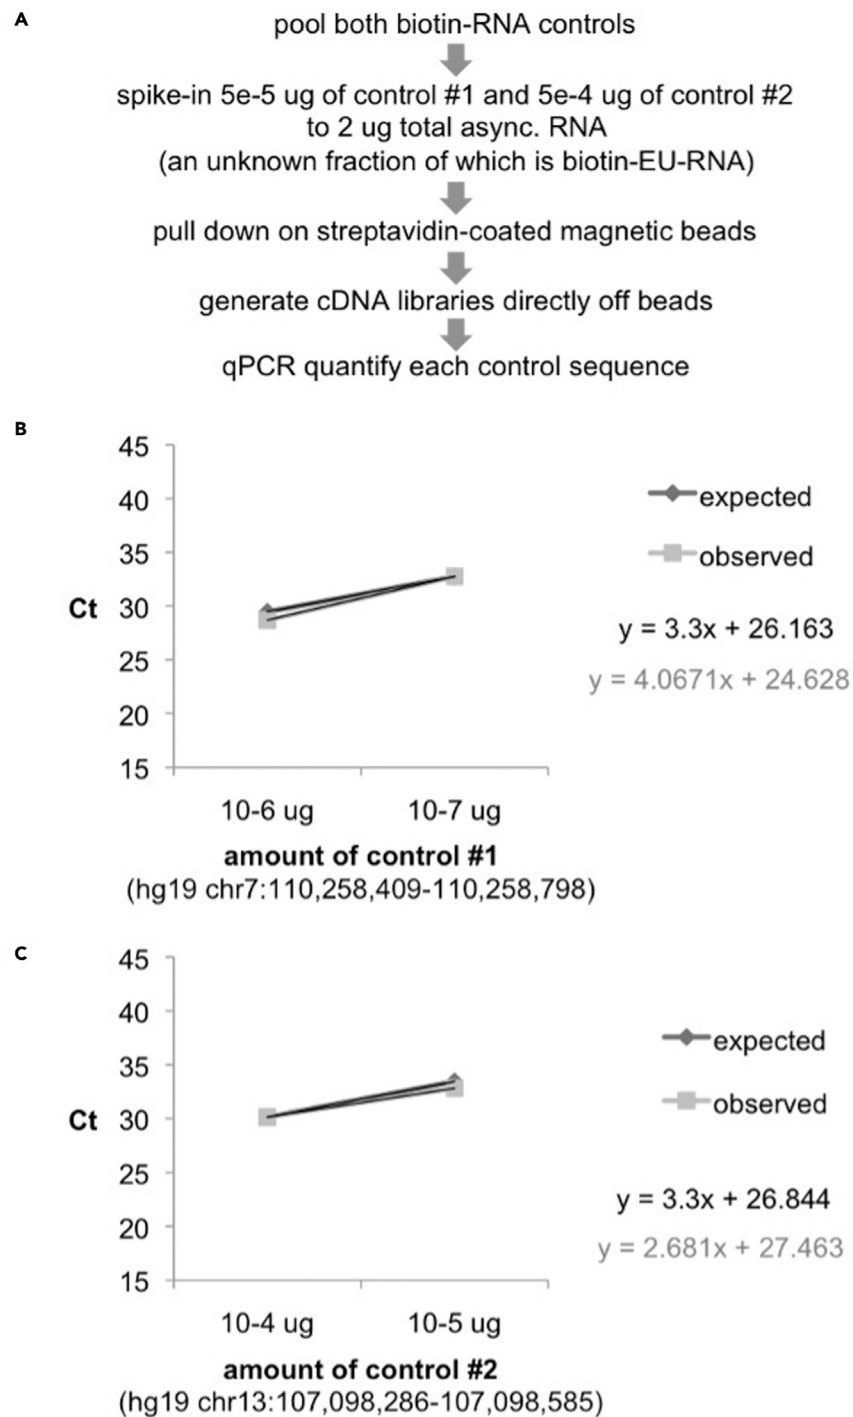 A
pool both biotin-RNA controls
spike-in 5e-5 ug of control #1 and 5e-4 ug of control #2
to 2 ug total async. RNA
(an unknown fraction of which is biotin-EU-RNA)
pull down on streptavidin-coated magnetic beads
generate cDNA libraries directly off beads
qPCR quantify each control sequence
B
45
40
35
30
25
20
15
Ct
expected
observed
y = 3.3x + 26.163
y = 4.0671x + 24.628
10-6 ug 10-7 ug
amount of control #1
(hg19 chr7:110,258,409-110,258,798)
C
45
40
35
30
25
20
15
Ct
expected
observed
y = 3.3x + 26.844
y = 2.681x + 27.463
10-4 ug 10-5 ug
amount of control #2
(hg19 chr13:107,098,286-107,098,585)